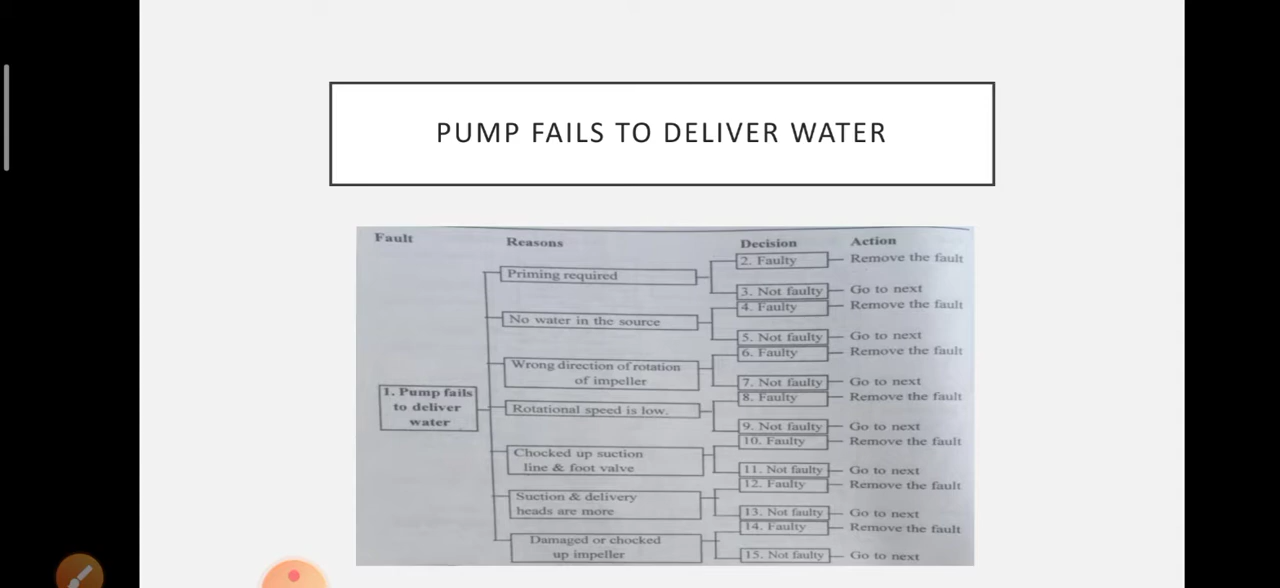 PUMP FAILS TO DELIVER WATER
Fault Reasons Decision Action
Priming required
2. Faulty Remove the fault
3. Not faulty Go to next
No water in the source
4. Faulty Remove the fault
5. Not faulty Go to next
Wrong direction of rotation
of impeller
6. Faulty Remove the fault
7. Not faulty Go to next
1. Pump fails
to deliver
water
Rotational speed is low.
8. Faulty Remove the fault
9. Not faulty Go to next
Chocked up suction
line & foot valve
10. Faulty Remove the fault
11. Not faulty Go to next
Suction & delivery
heads are more
12. Faulty Remove the fault
13. Not faulty Go to next
Damaged or chocked
up impeller
14. Faulty Remove the fault
15. Not faulty Go to next